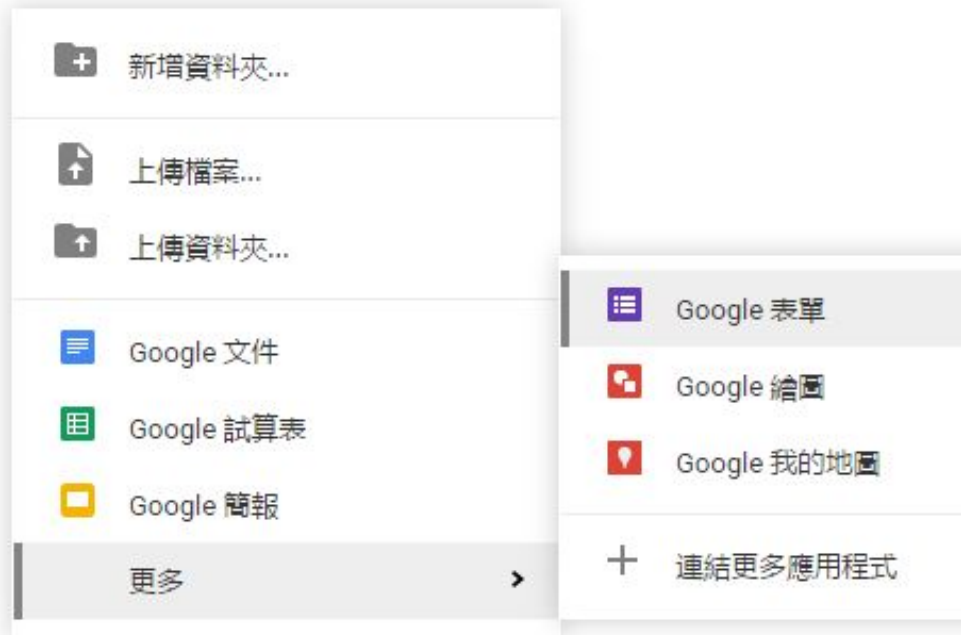 新增資料夾...
上傳檔案...
上傳資料夾...
Google 文件
Google 試算表
Google 簡報
更多
Google 表單
Google 繪圖
Google 我的地圖
連結更多應用程式